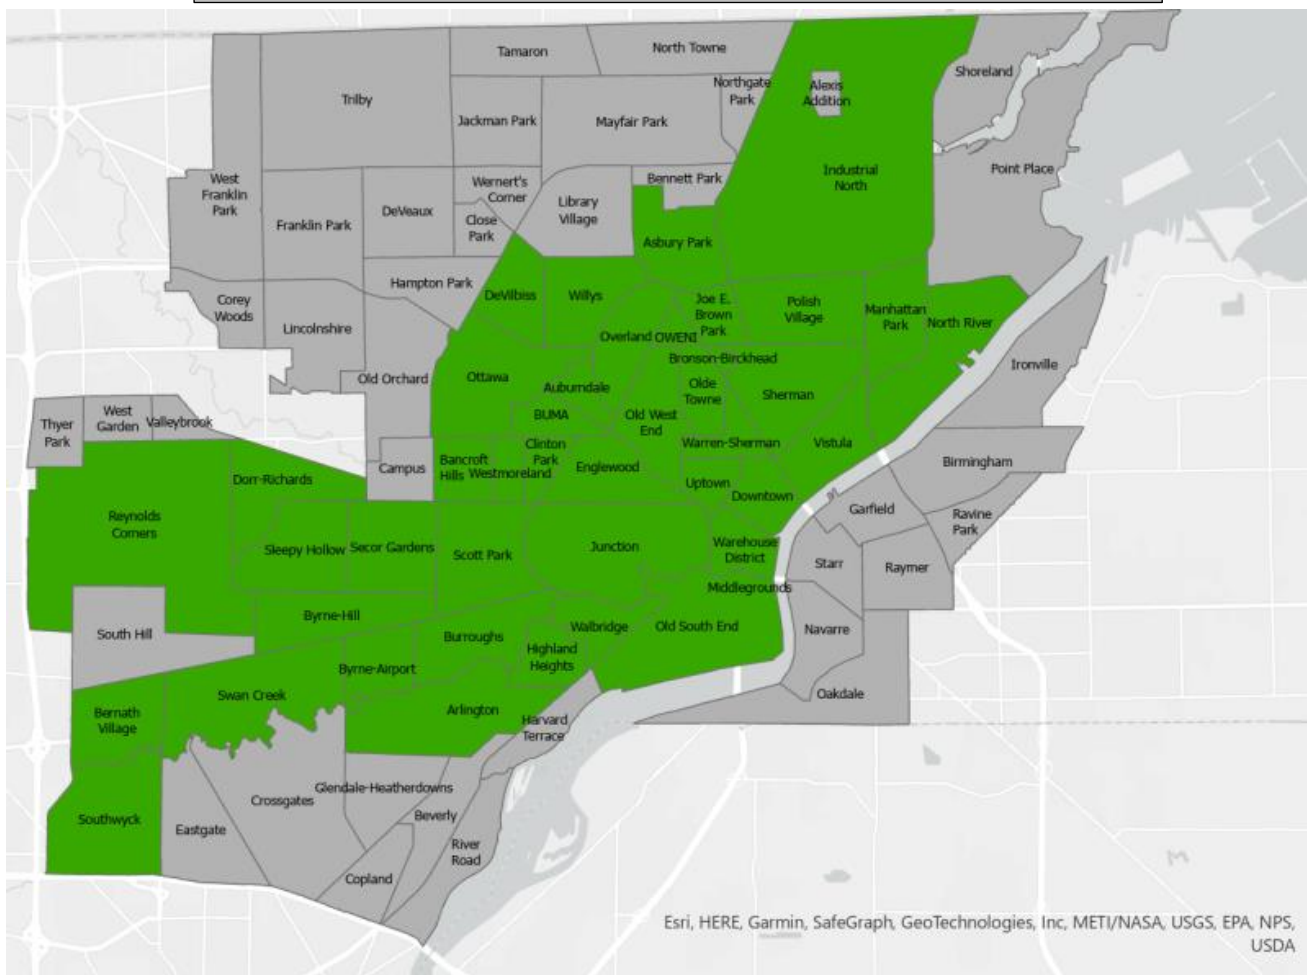 Tamaron
North Towne
Shoreland
Northgate
Park
Alexis
Addition
Trilby
Jackman Park
Mayfair Park
Point Place
Industrial
North
West
Franklin
Park
Wernert's
Corner
Bennett Park
DeVeaux
Library
Village
Close
Park
Franklin Park
Asbury Park
Hampton Park
DeVilbiss
Willys
Corey
Woods
Joe E.
Brown
Park
Polish
Village
Manhattan
Park
North River
Lincolnshire
Overland
OWENI
Bronson-Birckhead
Ironville
Old Orchard
Ottawa
Auburndale
Olde
Towne
Sherman
Thyer
Park
West
Garden
Valleybrook
BUMA
Old West
End
Clinton
Park
Warren-Sherman
Vistula
Campus
Bancroft
Hills
Westmoreland
Englewood
Birmingham
Dorr-Richards
Uptown
Downtown
Garfield
Ravine
Park
Reynolds
Corners
Sleepy Hollow
Secor Gardens
Scott Park
Junction
Warehouse
District
Starr
Raymer
Middlegrounds
Byrne-Hill
South Hill
Burroughs
Walbridge
Old South End
Navarre
Highland
Heights
Byrne-Airport
Swan Creek
Oakdale
Bernath
Village
Arlington
Harvard
Terrace
Glendale-Heatherdowns
Crossgates
Southwyck
Eastgate
Beverly
River
Road
Copland
Esri, HERE, Garmin, SafeGraph, GeoTechnologies, Inc, METI/NASA, USGS, EPA, NPS,
USDA